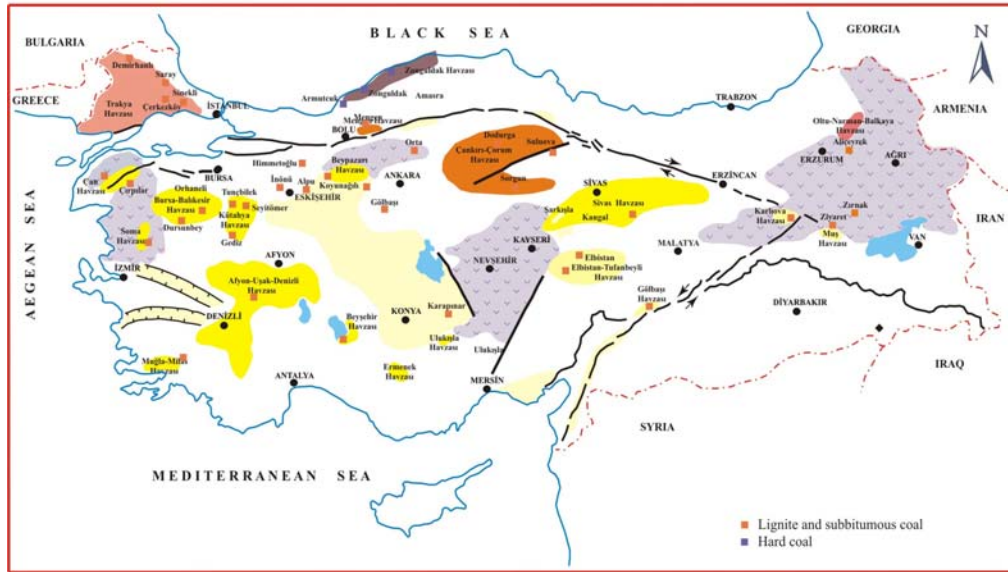 BLACK SEA
GEORGIA
BULGARIA
N
Demirhanlı
Saray
Sinekli
Çerkezköy
Trakya
Havzası
GREECE
İSTANBUL
Zonguldak Havzası
Zonguldak
Armutcuk
Amasra
TRABZON
ARMENIA
Mengen
Mengen Havzası
BOLU
Oltu-Narman-Balkaya
Havzası
Aliçeyrek
ERZURUM
AĞRI
Dodurga
Çankırı-Çorum
Havzası
Suluova
Sorgun
Orta
Himmetoğlu
Beypazarı
Havzası
Koyunağılı
ANKARA
BURSA
İnönü
Alpu
ESKİŞEHİR
Gölbaşı
ERZİNCAN
SİVAS
Sivas Havzası
Kangal
Şarkışla
Çan
Havzası
Çırpılar
Orhaneli
Bursa-Balıkesir
Havzası
Dursunbey
Tunçbilek
Seyitömer
Kütahya
Havzası
Gediz
IRAN
Karlıova
Havzası
Zırnak
Ziyaret
Muş
Havzası
VAN
AEGEAN SEA
Soma
Havzası
İZMİR
AFYON
Afyon-Uşak-Denizli
Havzası
DENİZLİ
KAYSERİ
NEVŞEHİR
MALATYA
Elbistan
Elbistan-Tufanbeyli
Havzası
Gölbaşı
Havzası
DİYARBAKIR
Karapınar
KONYA
Beyşehir
Havzası
Ulukışla
Havzası
Ulukışla
Muğla-Milas
Havzası
ANTALYA
Ermenek
Havzası
MERSİN
IRAQ
SYRIA
MEDITERRANEAN SEA
Lignite and subbitumous coal
Hard coal